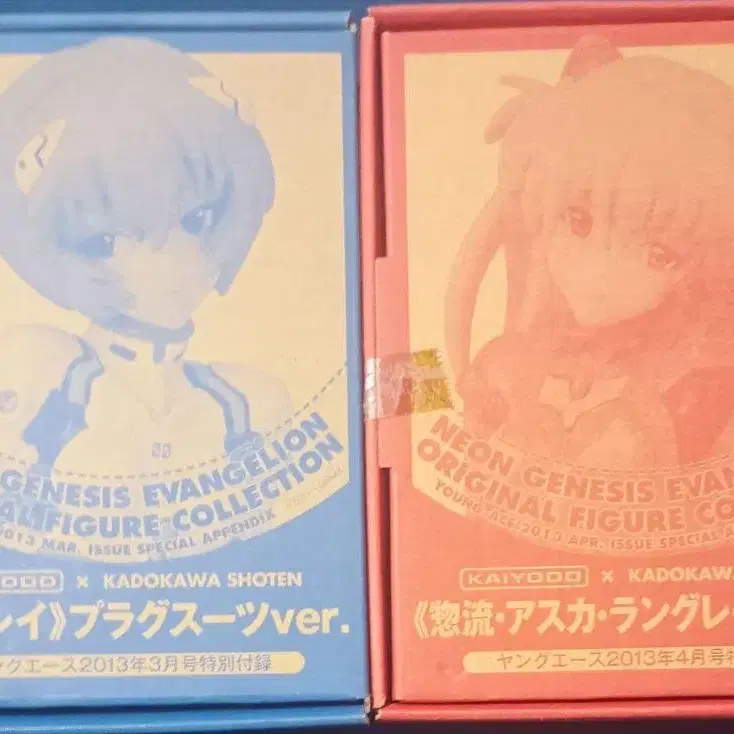 00
GENESIS EVANGELION
FIGURE COLLECTION
2013 MAR. ISSUE SPECIAL APPENDIX
× KADOKAWA SHOTEN
レイ》プラグスーツver.
ングエース2013年3月号特別付録
NEON GENESIS EVAN
ORIGINAL FIGURE CO
YOUNG ACE 2013 APR. ISSUE SPECIAL
KAIYODO × KADOKAWA
《惣流・アスカ・ラングレ
ヤングエース2013年4月号特